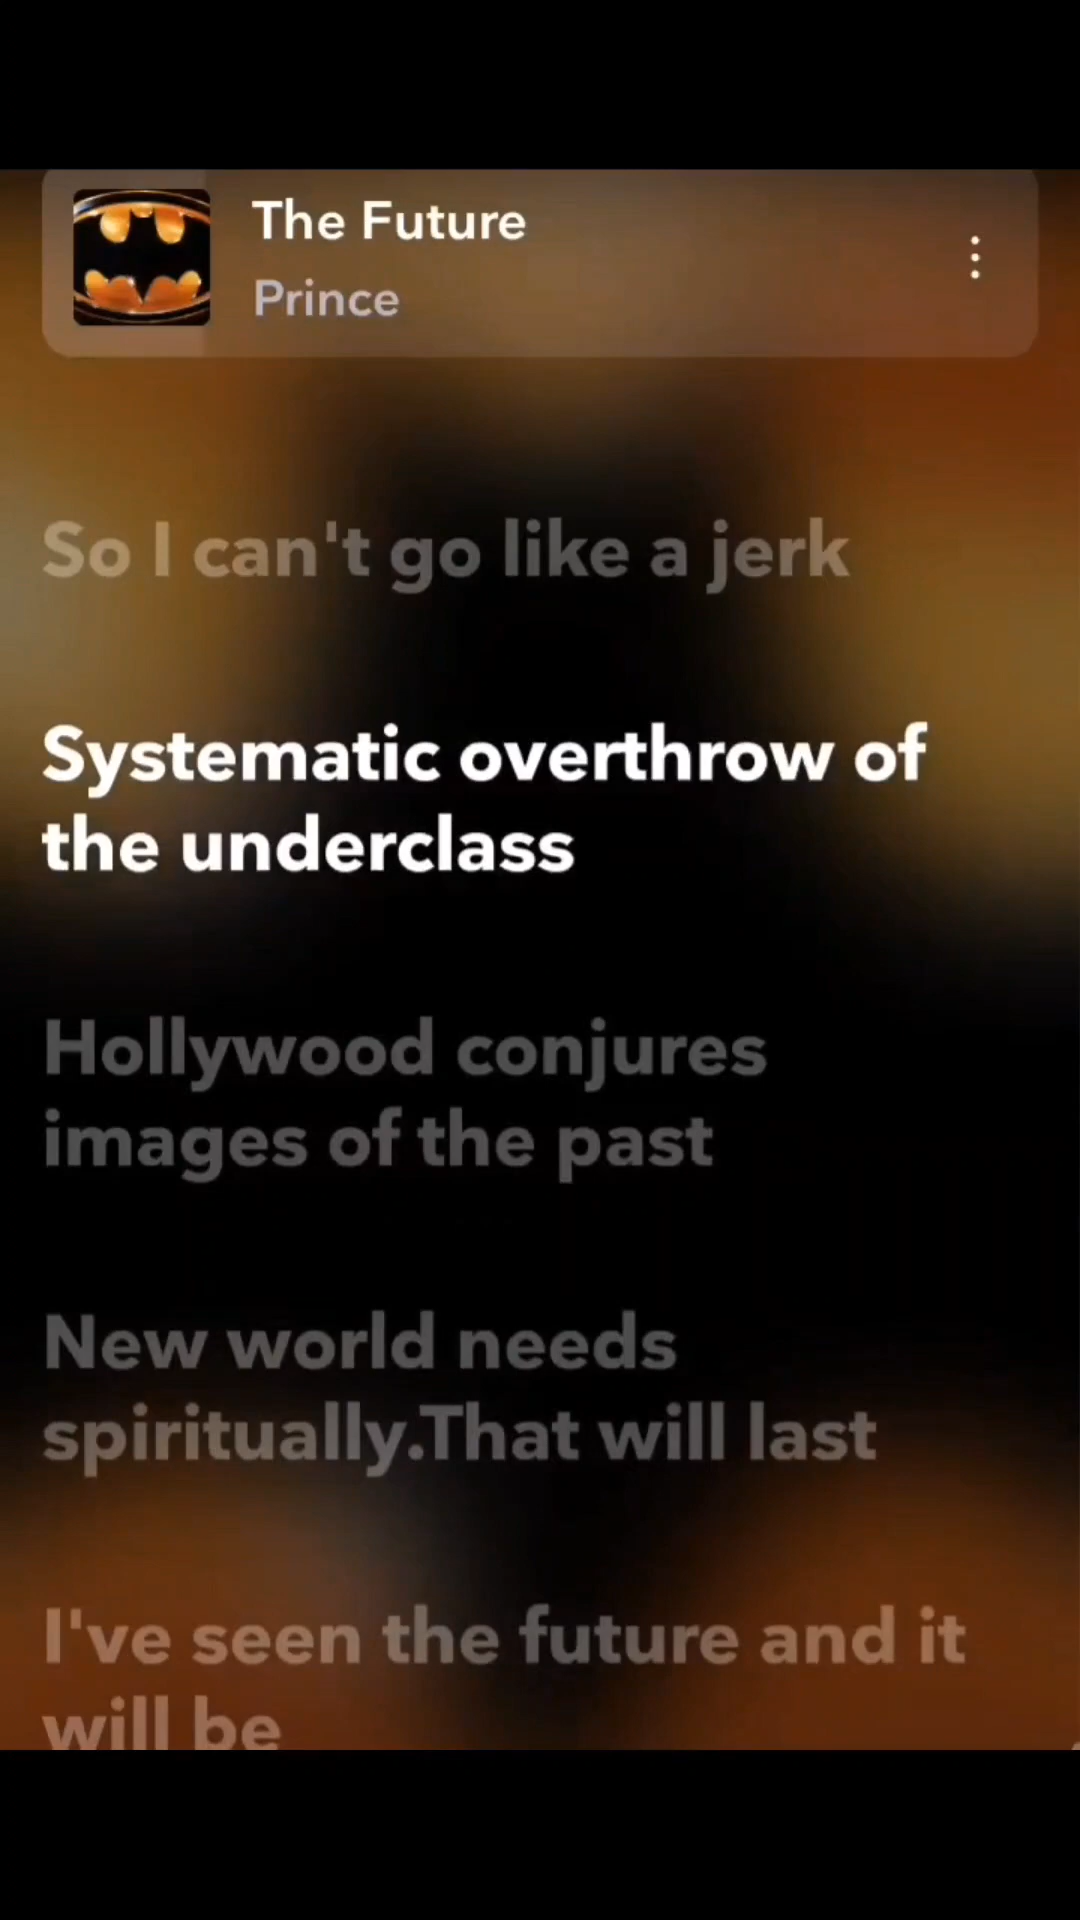 The Future
Prince
So I can't go like a jerk
Systematic overthrow of
the underclass
Hollywood conjures
images of the past
New world needs
spiritually.That will last
I've seen the future and it
will be